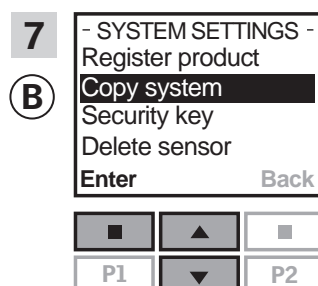 7
B
- SYSTEM SETTINGS -
Register product
Copy system
Security key
Delete sensor
Enter Back
P1 P2